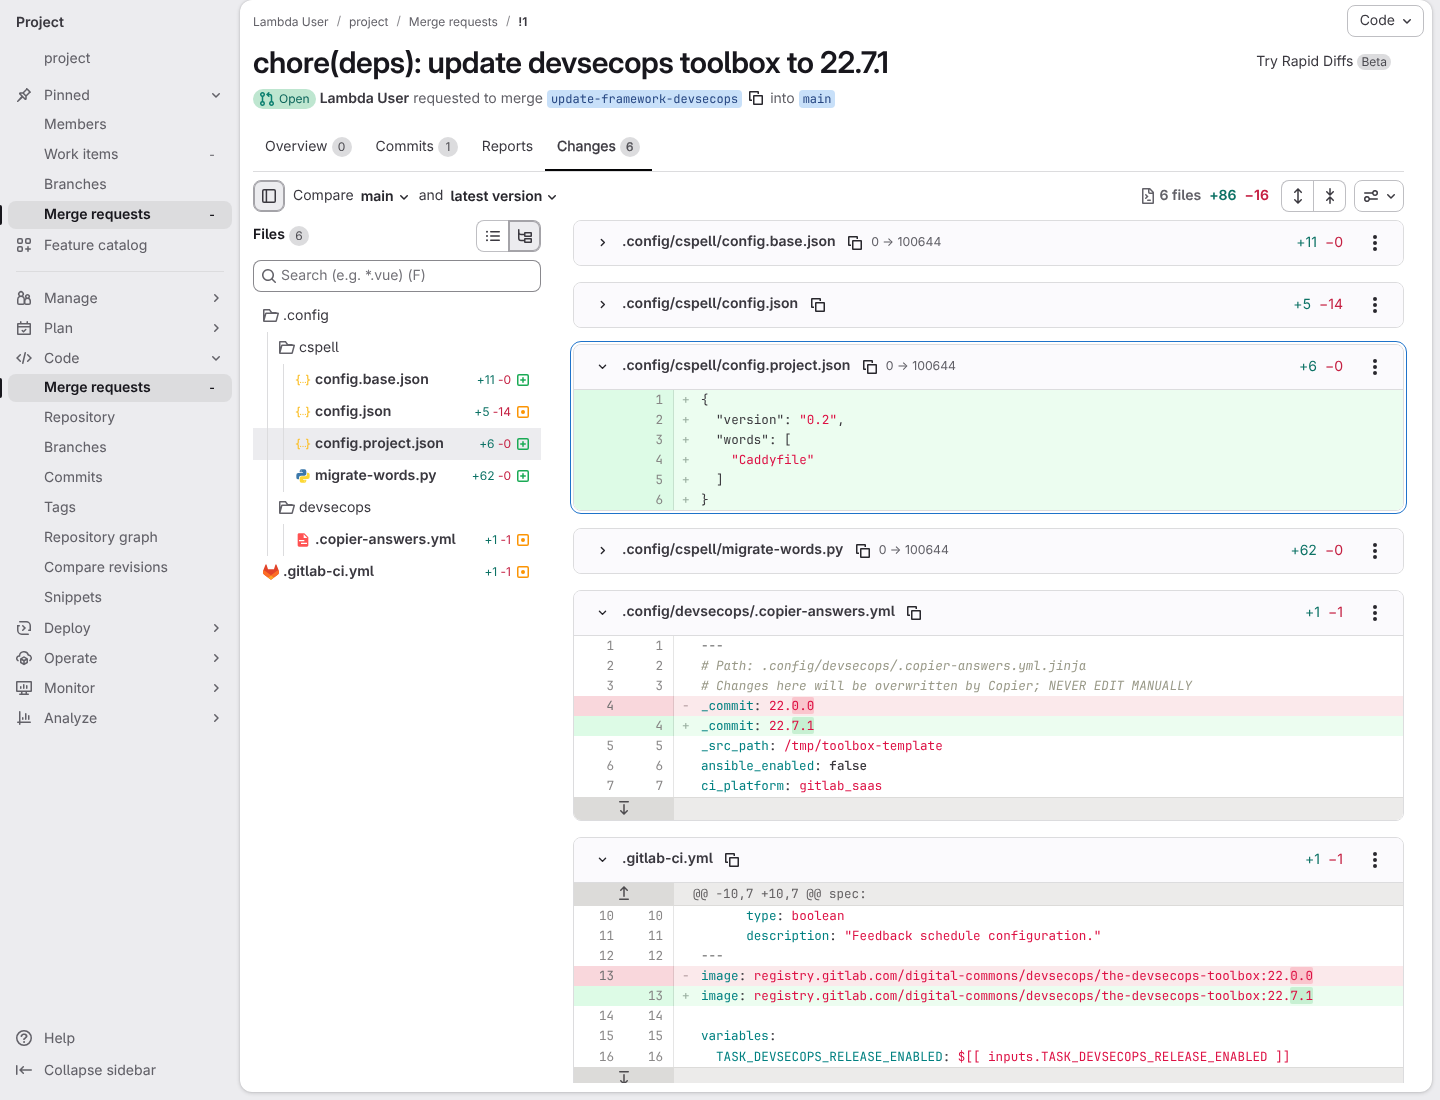 Project
project
Pinned
Members
Work items -
Branches
Merge requests -
Feature catalog
Manage
Plan
Code
Merge requests -
Repository
Branches
Commits
Tags
Repository graph
Compare revisions
Snippets
Deploy
Operate
Monitor
Analyze
Help
Collapse sidebar
Lambda User / project / Merge requests / !1
Code
chore(deps): update devsecops toolbox to 22.7.1
Try Rapid Diffs Beta
Open Lambda User requested to merge update-framework-devsecops into main
Overview 0 Commits 1 Reports Changes 6
Compare main and latest version
6 files +86 −16
Files 6
Search (e.g. *.vue) (F)
.config
cspell
{..} config.base.json +11 -0
{..} config.json +5 -14
{..} config.project.json +6 -0
migrate-words.py +62 -0
devsecops
.copier-answers.yml +1 -1
.gitlab-ci.yml +1 -1
.config/cspell/config.base.json 0 → 100644 +11 −0
.config/cspell/config.json +5 −14
.config/cspell/config.project.json 0 → 100644 +6 −0
1 + {
2 + "version": "0.2",
3 + "words": [
4 + "Caddyfile"
5 + ]
6 + }
.config/cspell/migrate-words.py 0 → 100644 +62 −0
.config/devsecops/.copier-answers.yml +1 −1
1 1 ---
2 2 # Path: .config/devsecops/.copier-answers.yml.jinja
3 3 # Changes here will be overwritten by Copier; NEVER EDIT MANUALLY
4 - _commit: 22.0.0
4 + _commit: 22.7.1
5 5 _src_path: /tmp/toolbox-template
6 6 ansible_enabled: false
7 7 ci_platform: gitlab_saas
.gitlab-ci.yml +1 −1
@@ -10,7 +10,7 @@ spec:
10 10 type: boolean
11 11 description: "Feedback schedule configuration."
12 12 ---
13 - image: registry.gitlab.com/digital-commons/devsecops/the-devsecops-toolbox:22.0.0
13 + image: registry.gitlab.com/digital-commons/devsecops/the-devsecops-toolbox:22.7.1
14 14
15 15 variables:
16 16 TASK_DEVSECOPS_RELEASE_ENABLED: $[[ inputs.TASK_DEVSECOPS_RELEASE_ENABLED ]]